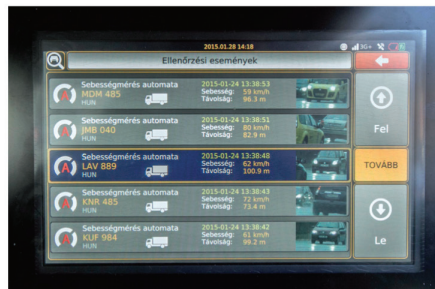 2015.01.28 14:18
3G+
Ellenőrzési események
Sebességmérés automata
MDM 485
HUN
2015-01-24 13:38:53
Sebesség: 59 km/h
Távolság: 96.3 m
Sebességmérés automata
JMB 040
HUN
2015-01-24 13:38:51
Sebesség: 80 km/h
Távolság: 82.9 m
Sebességmérés automata
LAV 889
HUN
2015-01-24 13:38:48
Sebesség: 62 km/h
Távolság: 100.9 m
Sebességmérés automata
KNR 485
HUN
2015-01-24 13:38:43
Sebesség: 72 km/h
Távolság: 73.4 m
Sebességmérés automata
KUF 984
HUN
2015-01-24 13:38:42
Sebesség: 61 km/h
Távolság: 99.2 m
Fel
TOVÁBB
Le